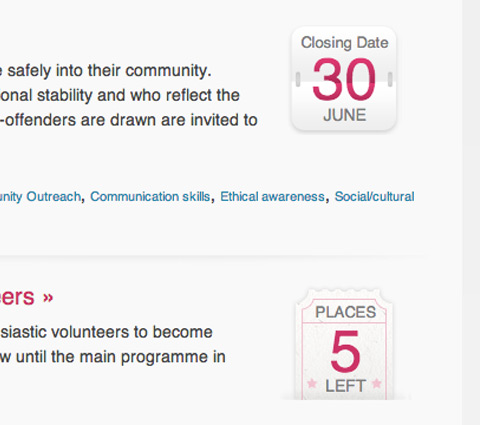 Closing Date
30
JUNE
safely into their community.
onal stability and who reflect the
-offenders are drawn are invited to
Outreach, Communication skills, Ethical awareness, Social/cultural
eers »
siastic volunteers to become
w until the main programme in
PLACES
5
LEFT